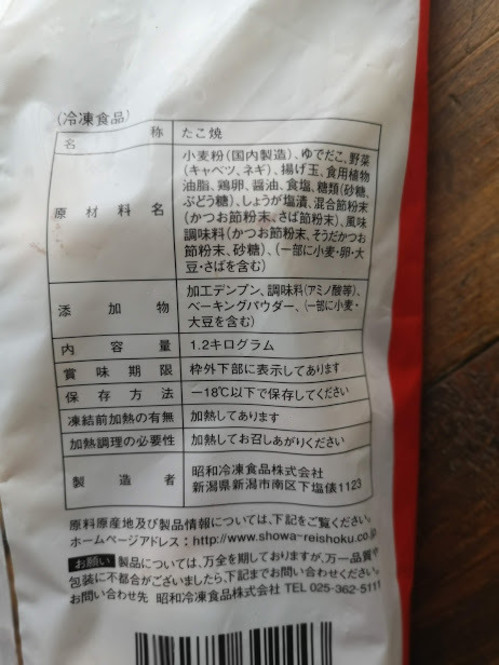 (冷凍食品)
名称 たこ焼
原材料名 小麦粉(国内製造)、ゆでだこ、野菜
(キャベツ、ネギ)、揚げ玉、食用植物
油脂、鶏卵、醤油、食塩、糖類(砂糖、
ぶどう糖)、しょうが塩漬、混合節粉末
(かつお節粉末、さば節粉末)、風味
調味料(かつお節粉末、そうだかつお
節粉末、砂糖)、(一部に小麦・卵・大
豆・さばを含む)
添加物 加工デンプン、調味料(アミノ酸等)、
ベーキングパウダー、(一部に小麦・
大豆を含む)
内容量 1.2キログラム
賞味期限 枠外下部に表示してあります
保存方法 −18℃以下で保存してください
凍結前加熱の有無 加熱してあります
加熱調理の必要性 加熱してお召しあがりください
製造者 昭和冷凍食品株式会社
新潟県新潟市南区下塩俵1123
原料原産地及び製品情報については、下記をご覧ください。
ホームページアドレス:http://www.showa-reishoku.co.jp
お願い 製品については、万全を期しておりますが、万一品質や
包装に不都合がございましたら、下記までお問い合わせください。
お問い合わせ先 昭和冷凍食品株式会社 TEL 025-362-5111